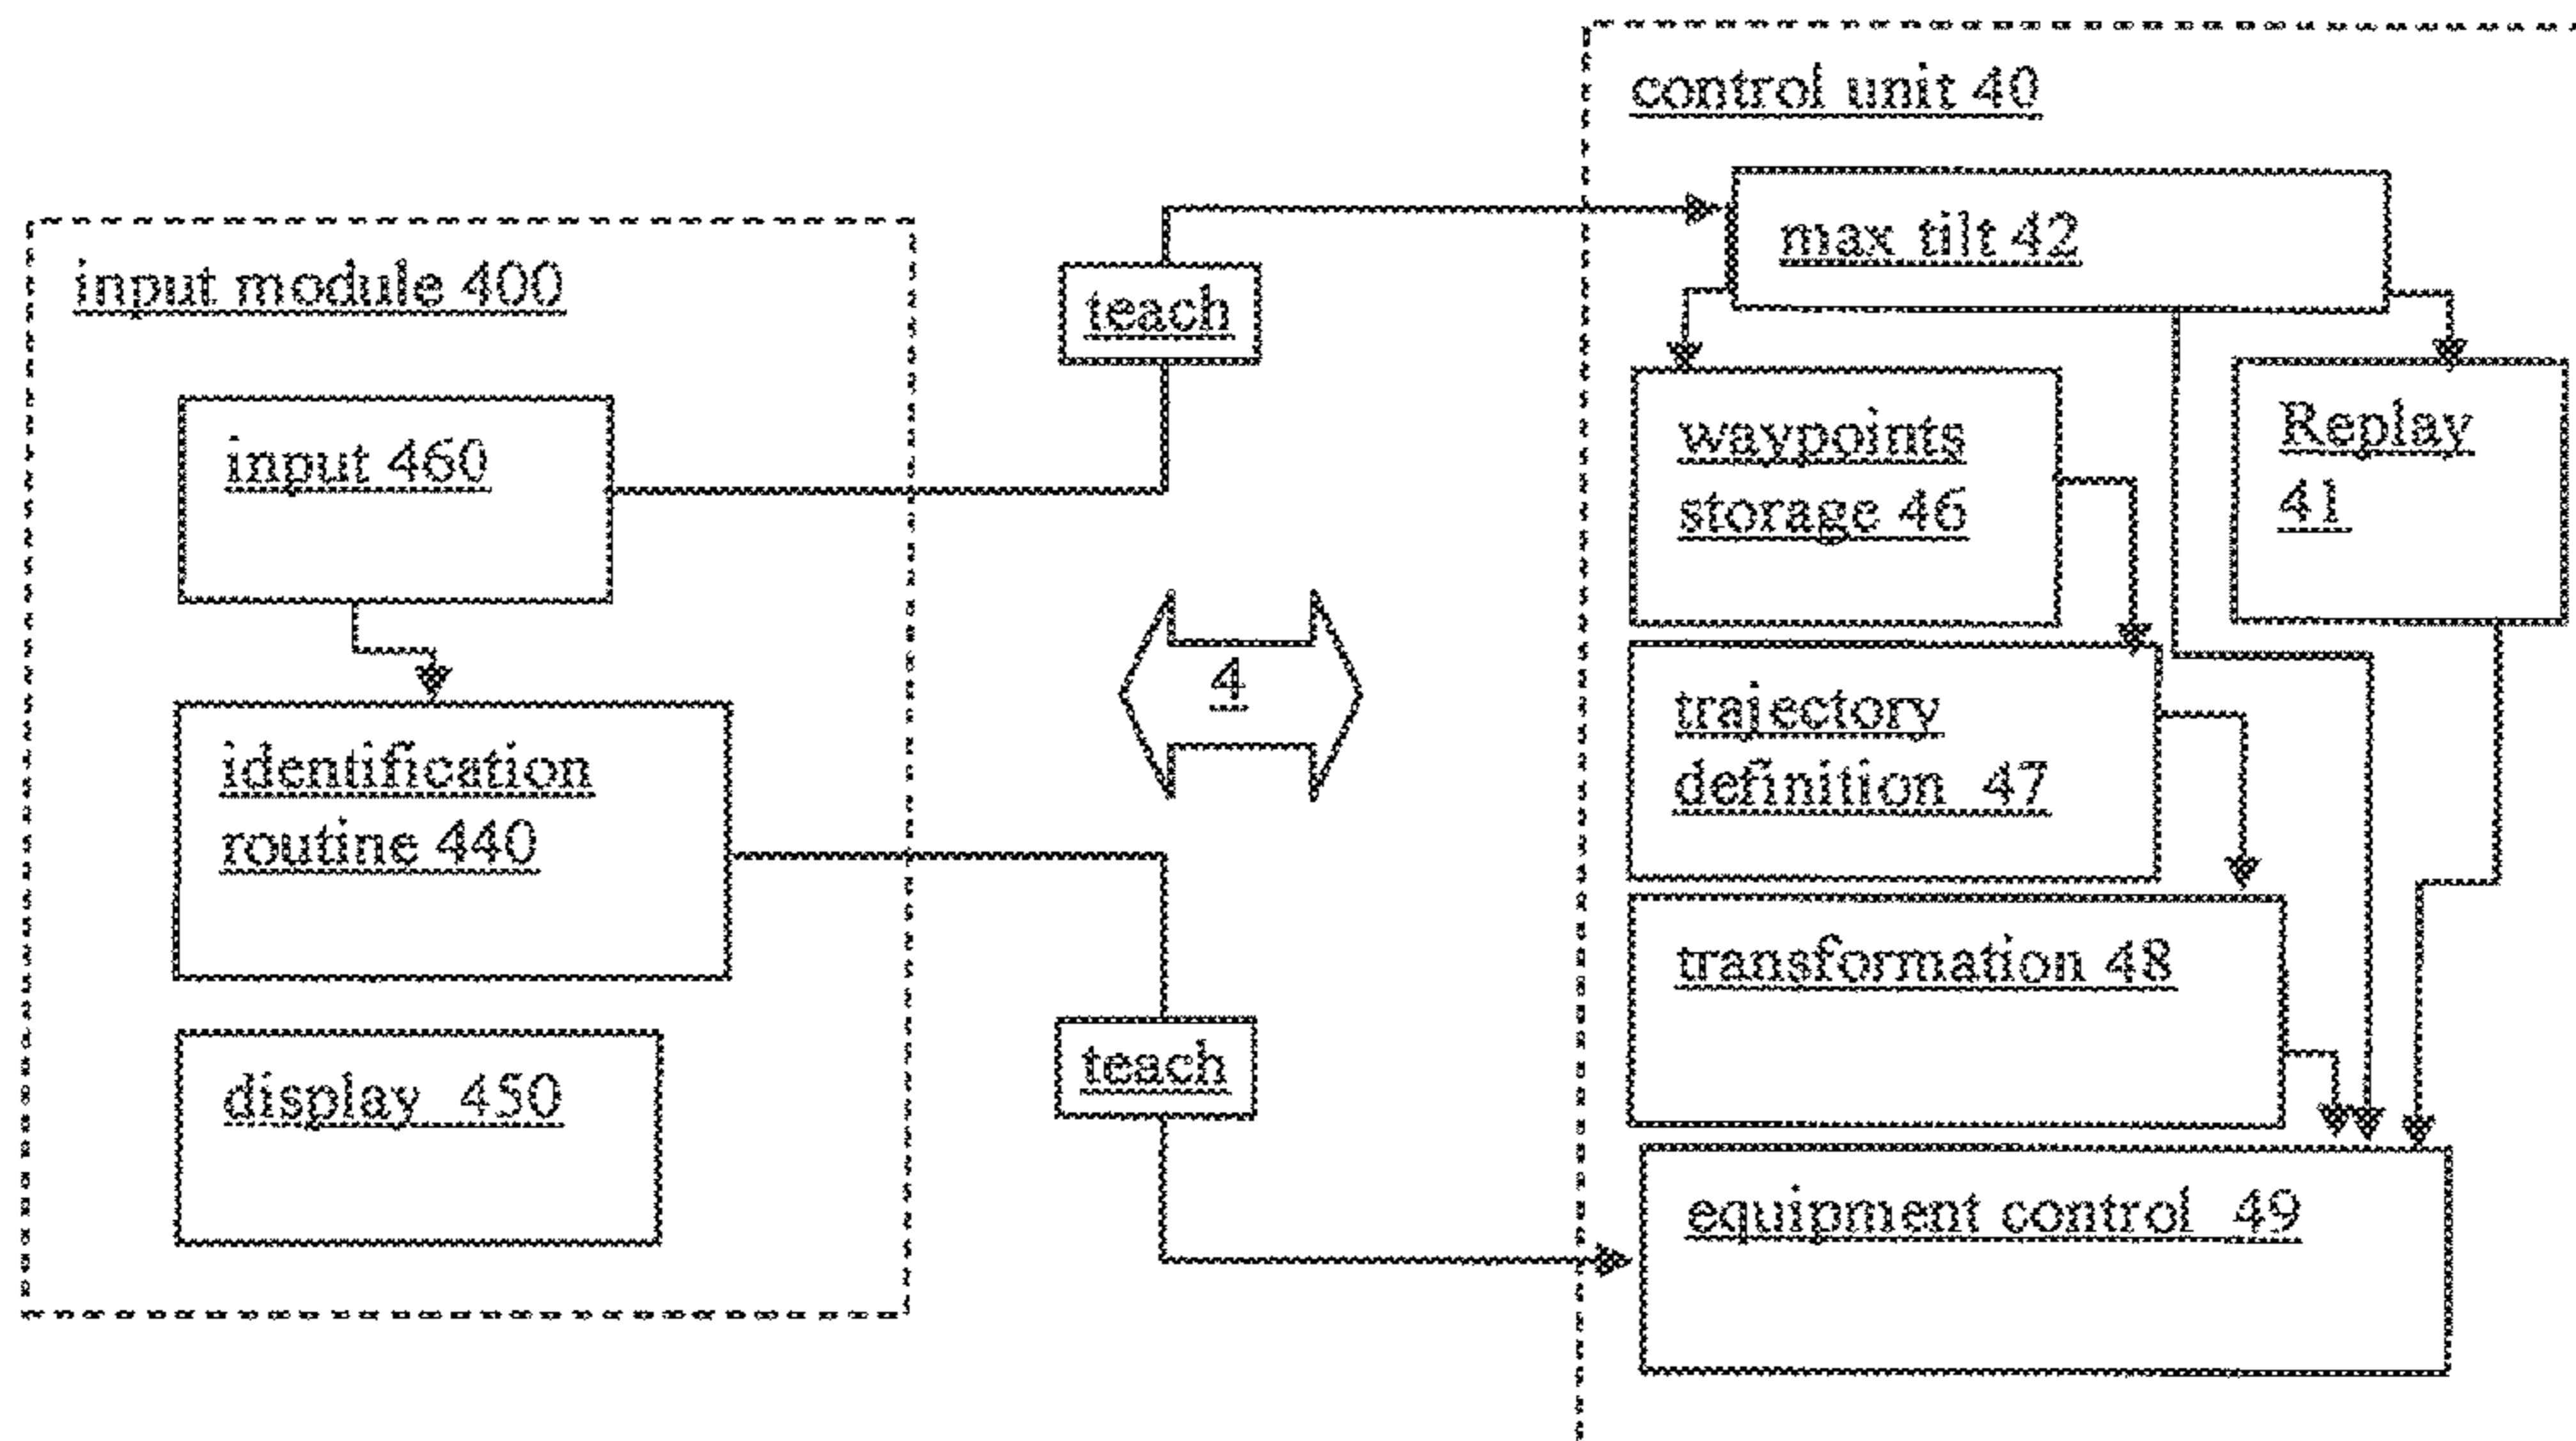 control unit 40
max tilt 42
input module 400
teach
waypoints
storage 46
Replay
41
input 460
4
trajectory
definition 47
identification
routine 440
transformation 48
teach
display 450
equipment control 49